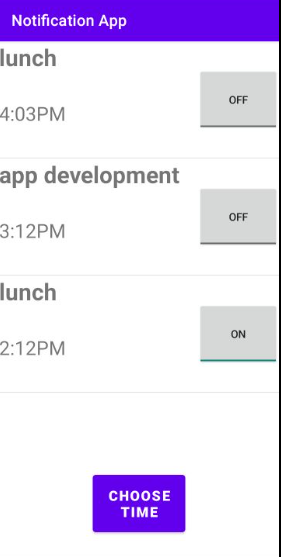 Notification App
lunch
4:03PM
OFF
app development
3:12PM
OFF
lunch
2:12PM
ON
CHOOSE
TIME